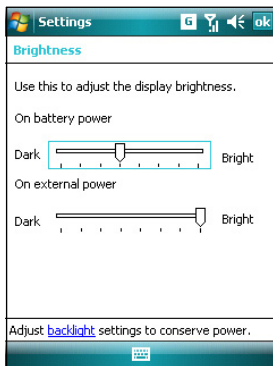 Settings G ok
Brightness
Use this to adjust the display brightness.
On battery power
Dark Bright
On external power
Dark Bright
Adjust backlight settings to conserve power.